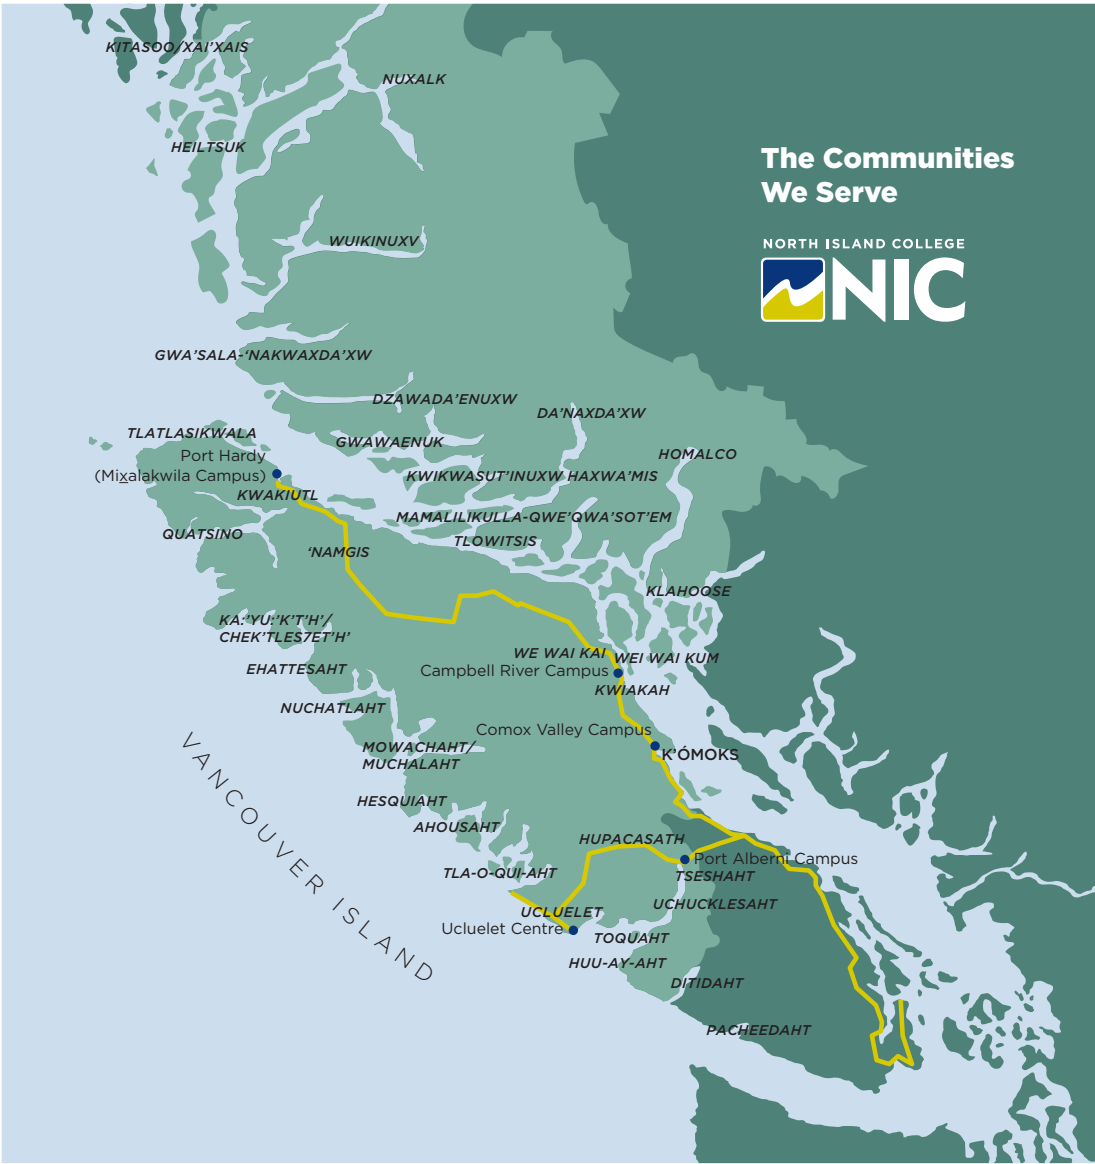 KITASOO/XAI'XAIS
NUXALK
HEILTSUK
The Communities
We Serve
NORTH ISLAND COLLEGE
NIC
WUIKINUXV
GWA'SALA-'NAKWAXDA'XW
DZAWADA'ENUXW
DA'NAXDA'XW
TLATLASIKWALA
GWAWAENUK
HOMALCO
Port Hardy
(Mix̲alakwila Campus)
KWIKWASUT'INUXW HAXWA'MIS
KWAKIUTL
MAMALILIKULLA-QWE'QWA'SOT'EM
QUATSINO
TLOWITSIS
'NAMGIS
KLAHOOSE
KA:'YU:'K'T'H'/
CHEK'TLES7ET'H'
WE WAI KAI
WEI WAI KUM
EHATTESAHT
Campbell River Campus
KWIAKAH
NUCHATLAHT
Comox Valley Campus
K'ÓMOKS
MOWACHAHT/
MUCHALAHT
HESQUIAHT
AHOUSAHT
HUPACASATH
Port Alberni Campus
TLA-O-QUI-AHT
TSESHAHT
UCHUCKLESAHT
UCLUELET
Ucluelet Centre
TOQUAHT
HUU-AY-AHT
DITIDAHT
PACHEEDAHT
VANCOUVER ISLAND